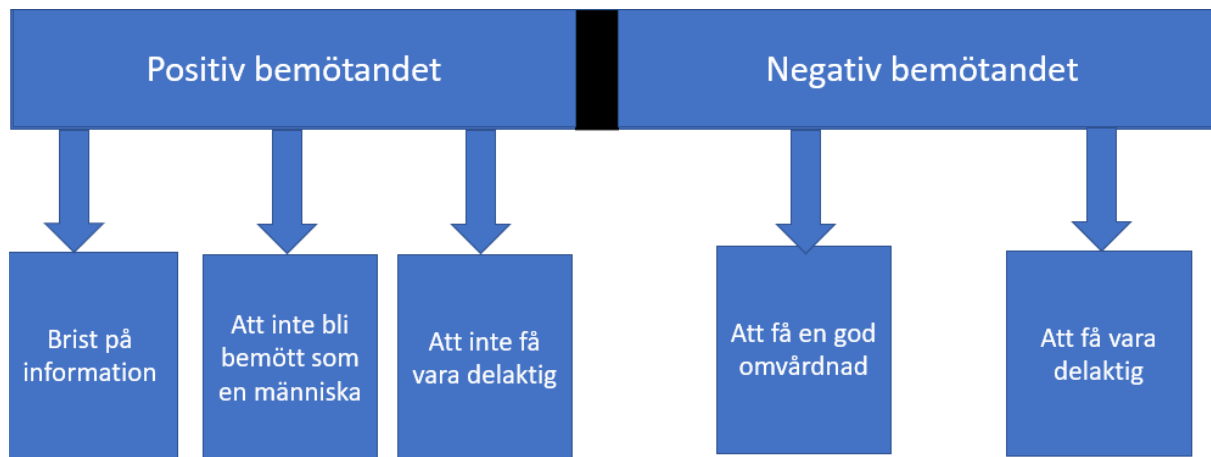 Positiv bemötandet
Negativ bemötandet
Brist på
information
Att inte bli
bemött som
en människa
Att inte få
vara delaktig
Att få en god
omvårdnad
Att få vara
delaktig